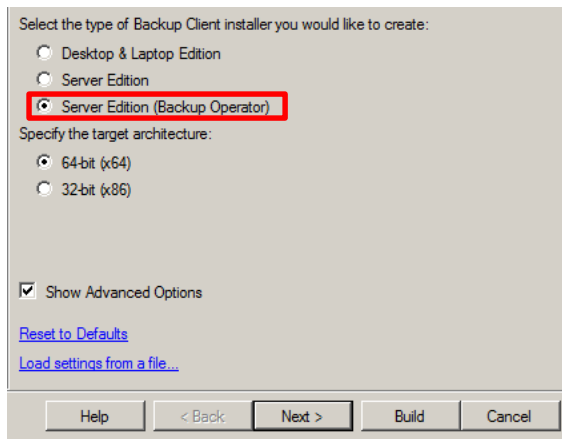 Select the type of Backup Client installer you would like to create:
Desktop & Laptop Edition
Server Edition
Server Edition (Backup Operator)
Specify the target architecture:
64-bit (x64)
32-bit (x86)
Show Advanced Options
Reset to Defaults
Load settings from a file...
Help < Back Next > Build Cancel